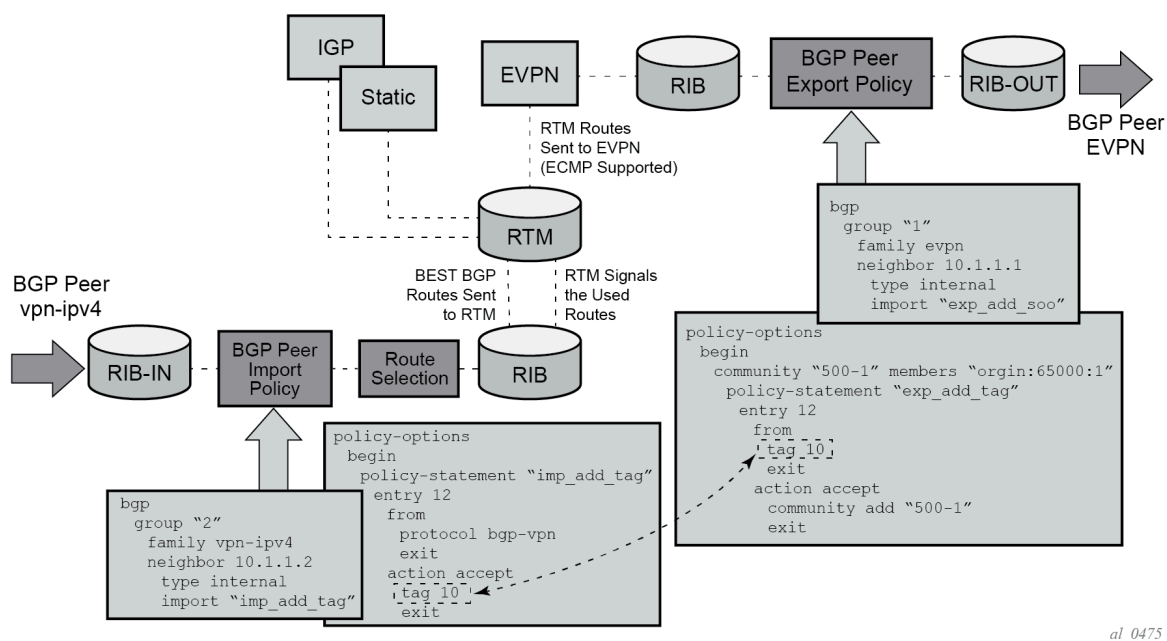 IGP
Static
EVPN
RIB
BGP Peer
Export Policy
RIB-OUT
BGP Peer
EVPN
RTM Routes
Sent to EVPN
(ECMP Supported)
RTM
BEST BGP
Routes Sent
to RTM
RTM Signals
the Used
Routes
BGP Peer
vpn-ipv4
RIB-IN
BGP Peer
Import
Policy
Route
Selection
RIB
bgp
group “1”
family evpn
neighbor 10.1.1.1
type internal
import “exp_add_soo”
policy-options
begin
community “500-1” members “orgin:65000:1”
policy-statement “exp_add_tag”
entry 12
from
tag 10
exit
action accept
community add “500-1”
exit
policy-options
begin
policy-statement “imp_add_tag”
entry 12
from
protocol bgp-vpn
exit
action accept
tag 10
exit
bgp
group “2”
family vpn-ipv4
neighbor 10.1.1.2
type internal
import “imp_add_tag”
al_0475